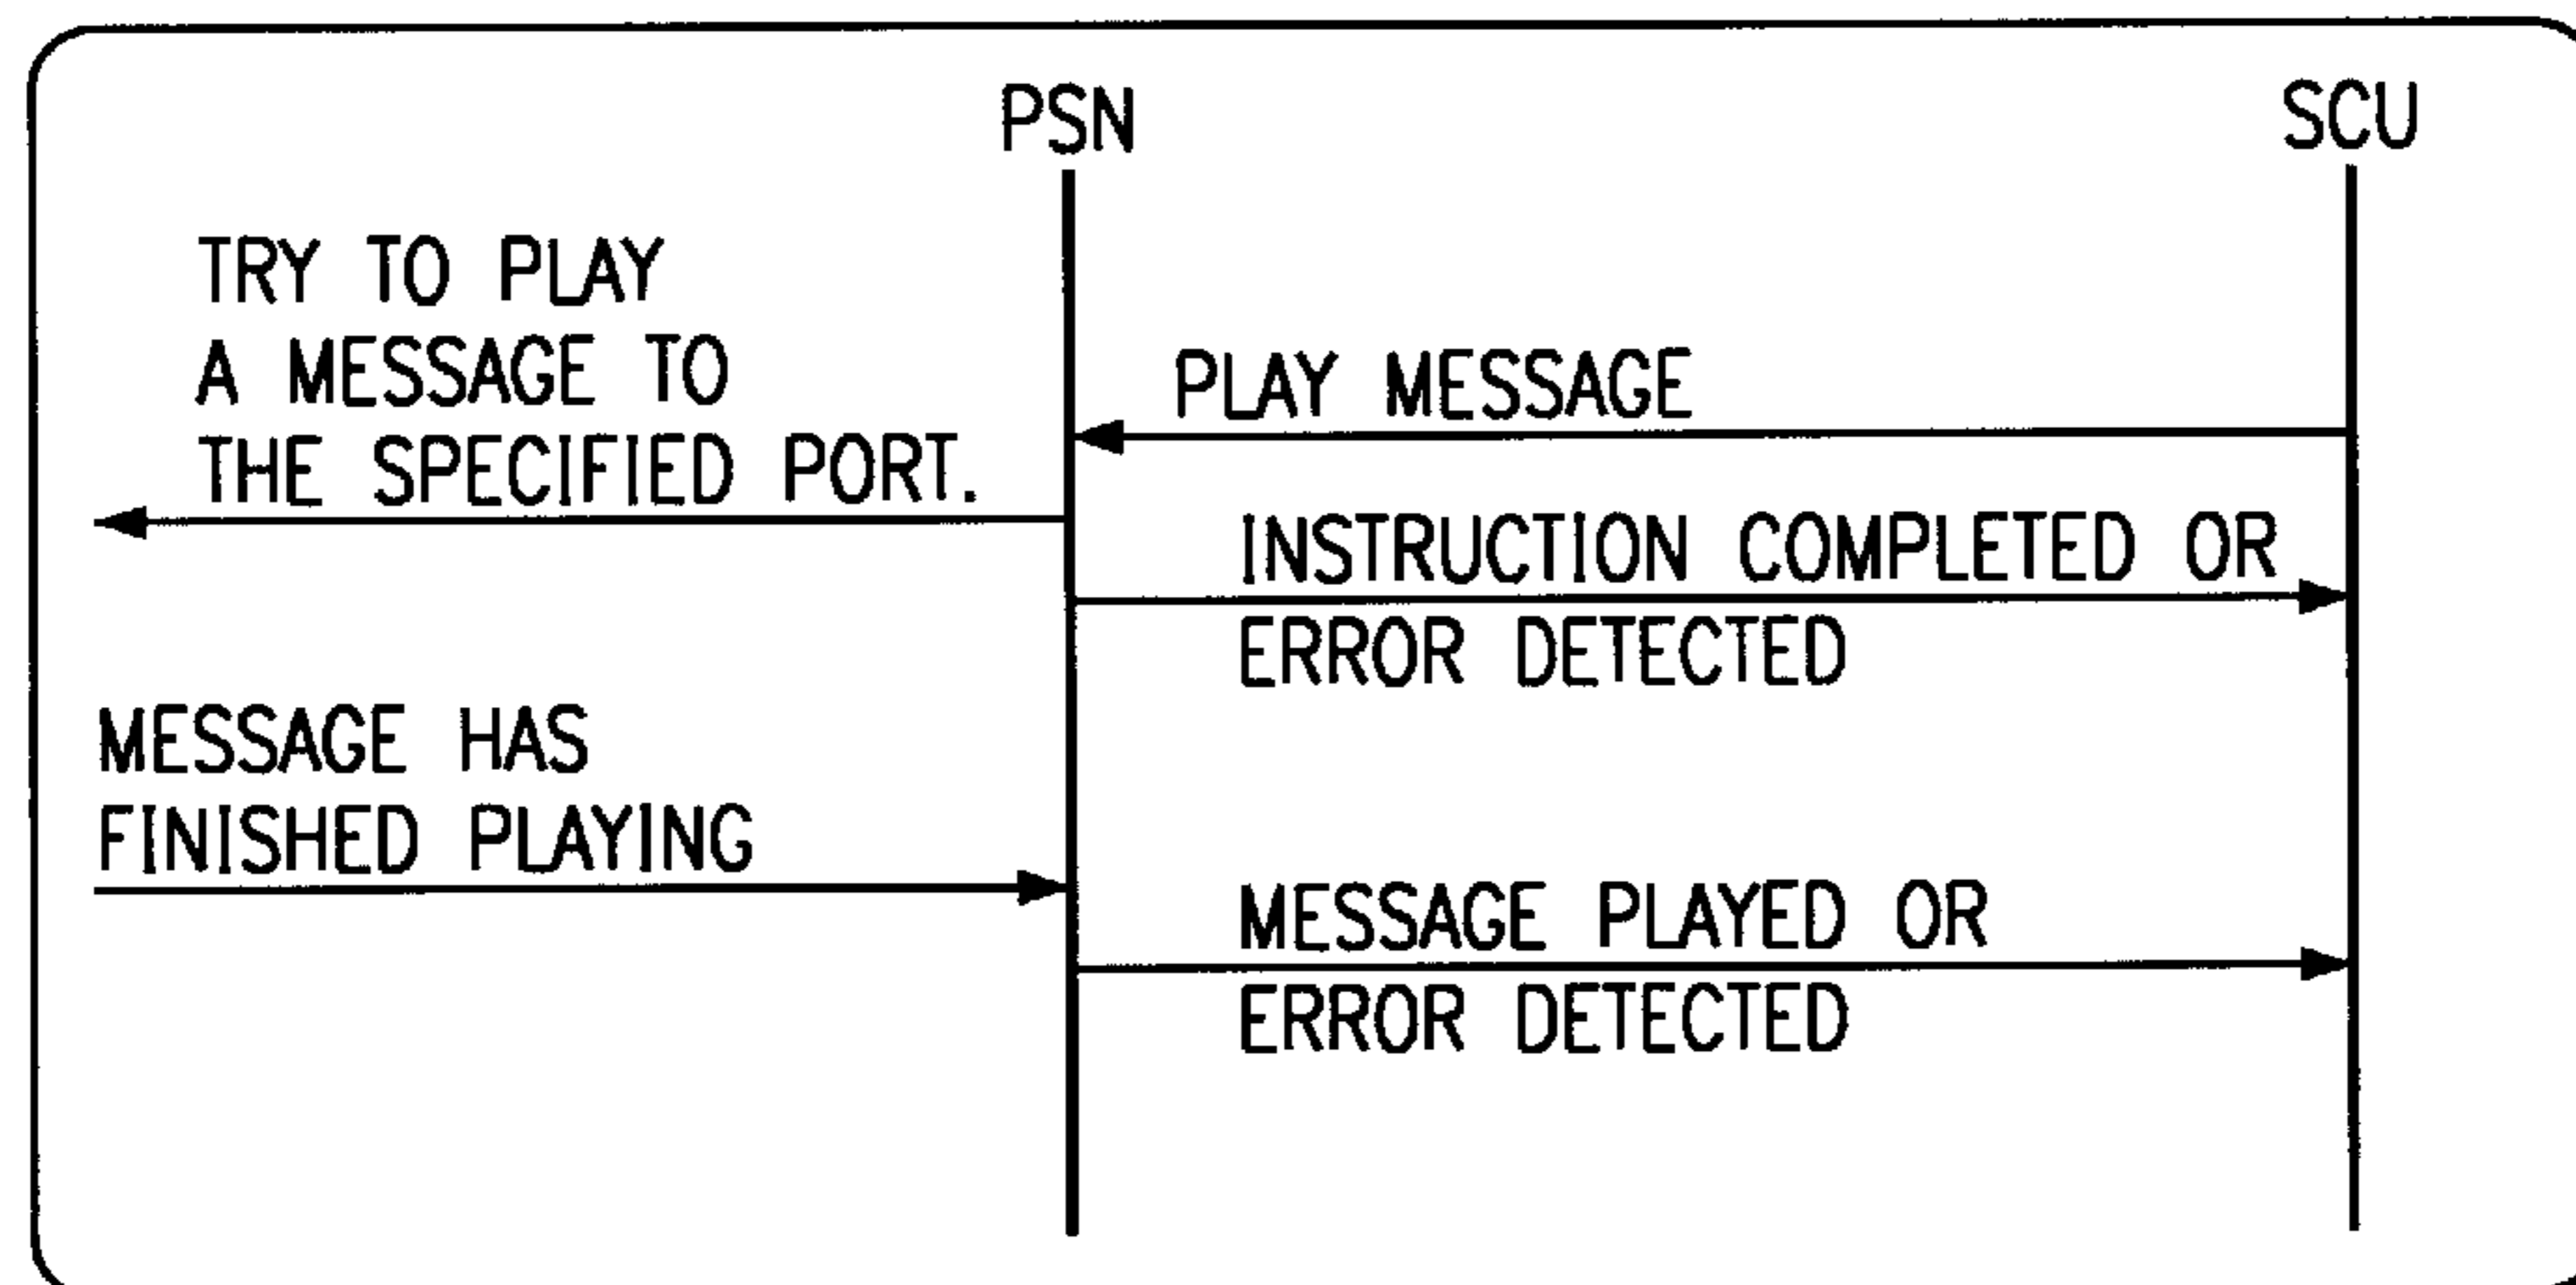 PSN
SCU
TRY TO PLAY
A MESSAGE TO
THE SPECIFIED PORT.
PLAY MESSAGE
INSTRUCTION COMPLETED OR
ERROR DETECTED
MESSAGE HAS
FINISHED PLAYING
MESSAGE PLAYED OR
ERROR DETECTED